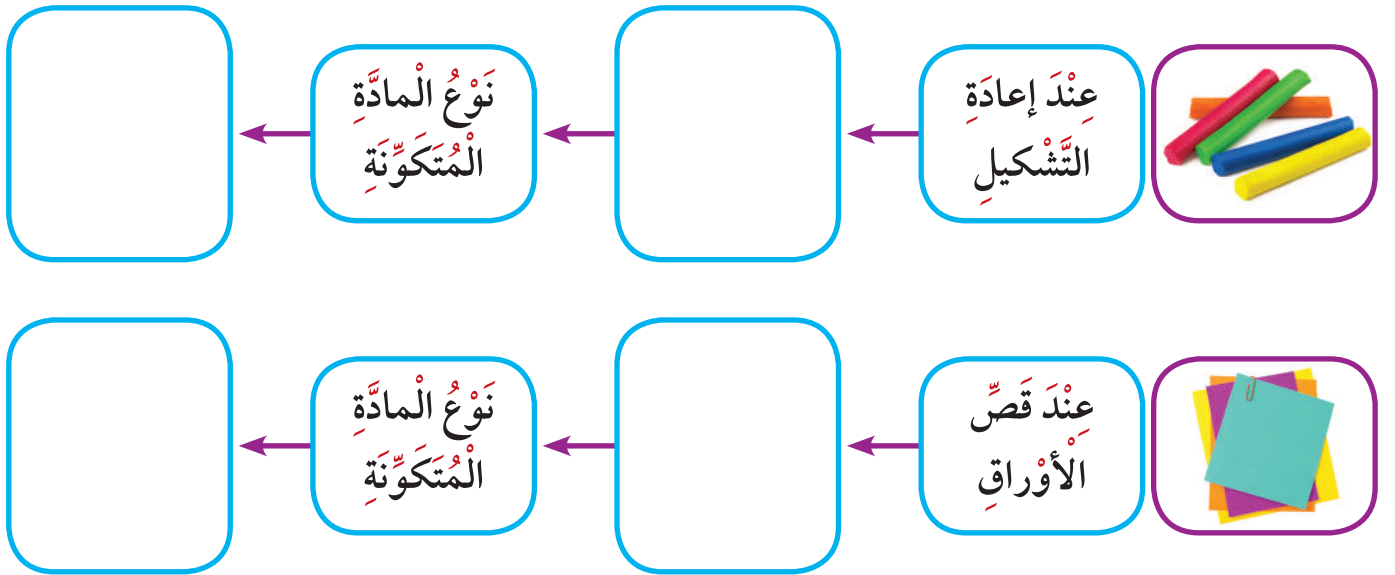 عِنْدَ إعادَةِ
التَّشْكيلِ
نَوْعُ الْمادَّةِ
الْمُتَكَوِّنَةِ
عِنْدَ قَصِّ
الْأَوْراقِ
نَوْعُ الْمادَّةِ
الْمُتَكَوِّنَةِ